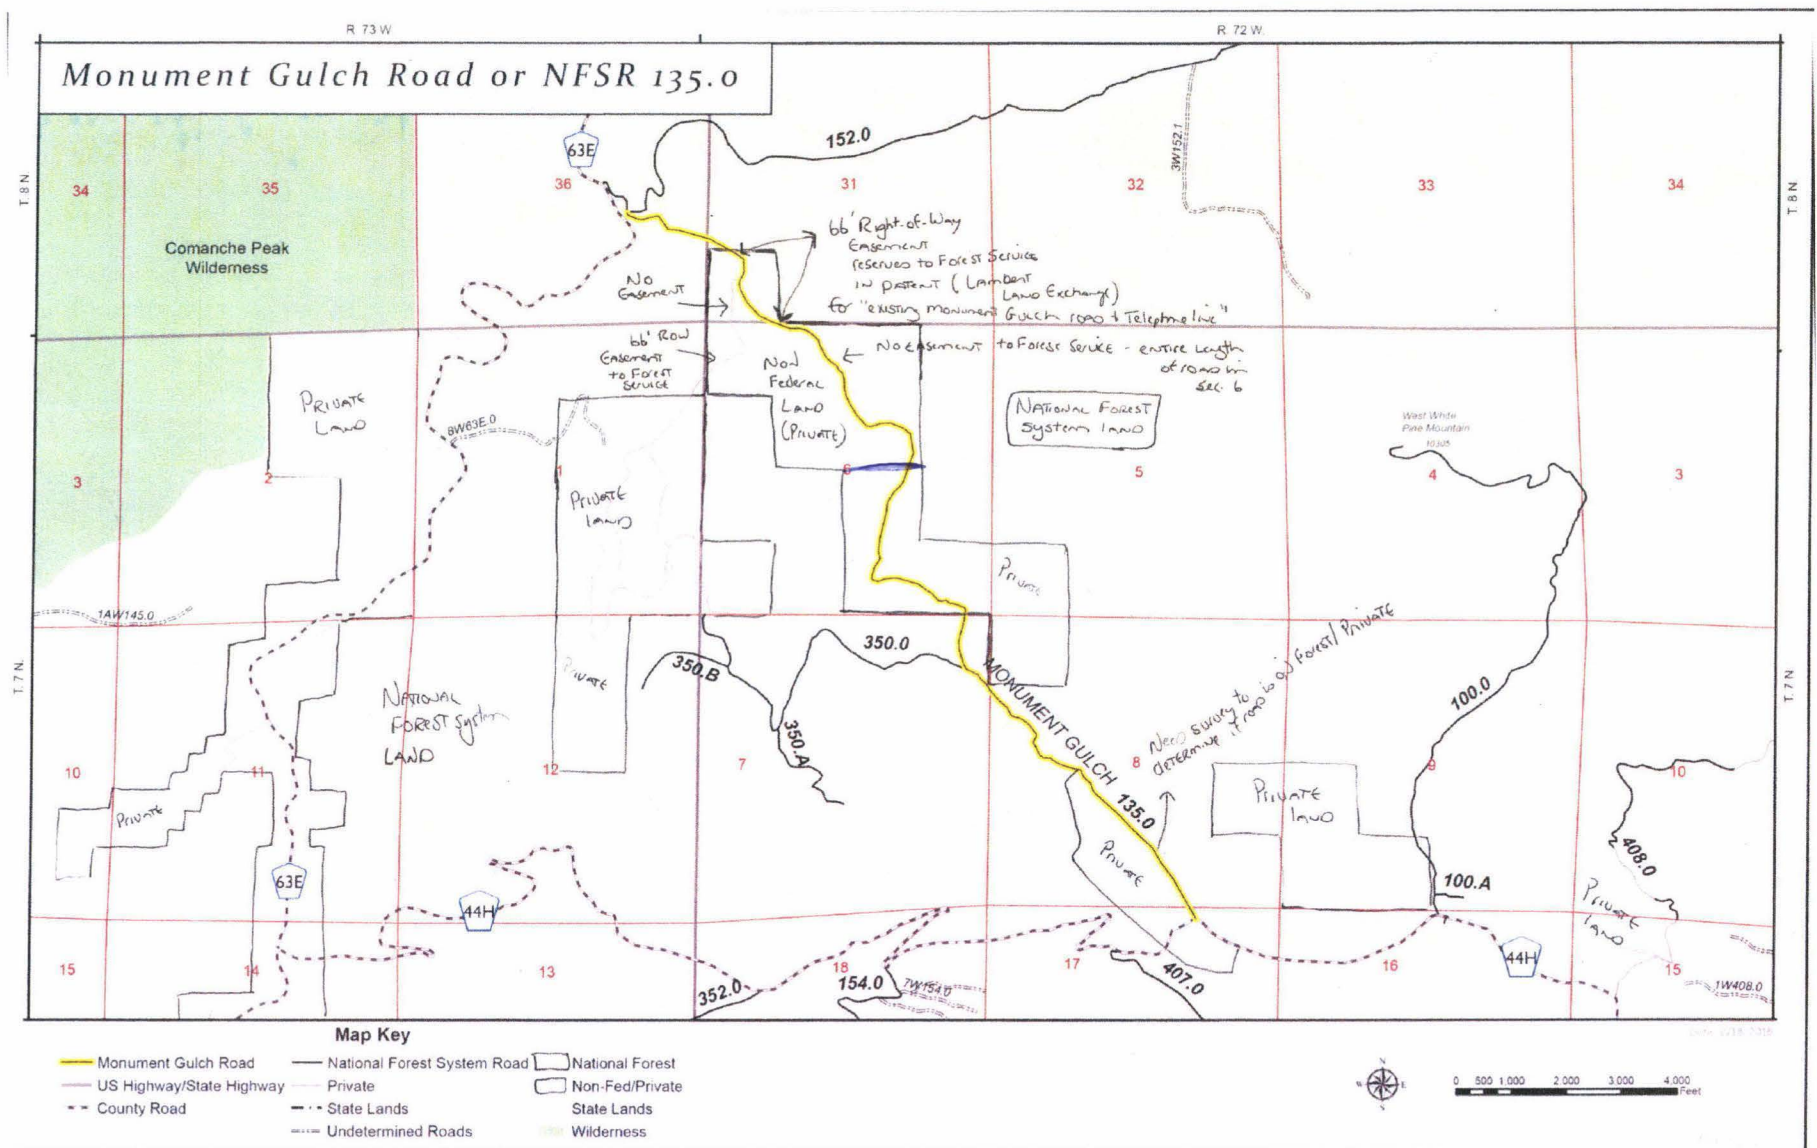 R. 73 W.
R. 72 W.
Monument Gulch Road or NFSR 135.0
63E
152.0
3W152.1
T. 8 N
34
35
36
31
32
33
34
T. 8 N
Comanche Peak
Wilderness
66' Right-of-Way
Easement
reserves to Forest Service
in patent (Lambert
Land Exchange)
for "existing Monument Gulch road & Telephone line"
No
Easement
66' Row
Easement
to Forest
Service
No easement to Forest Service - entire length
of road in
Sec. 6
Non
Federal
Land
(Private)
Private
Land
8W63E.0
National Forest
System land
West White
Pine Mountain
10305
3
2
1
6
5
4
3
Private
land
Private
1AW145.0
T. 7 N.
T. 7 N
350.0
350.B
350.A
Private
National
Forest System
Land
MONUMENT GULCH 135.0
Need survey to
determine if road is on Forest/Private
100.0
10
11
12
7
8
9
10
Private
Private
land
Private
408.0
63E
44H
100.A
Private
Land
15
14
13
18
17
16
15
44H
352.0
154.0
7W154.0
407.0
1W408.0
Map Key
Monument Gulch Road
National Forest System Road
National Forest
US Highway/State Highway
Private
Non-Fed/Private
County Road
State Lands
State Lands
Undetermined Roads
Wilderness
N
W
E
S
0 500 1,000 2,000 3,000 4,000
Feet